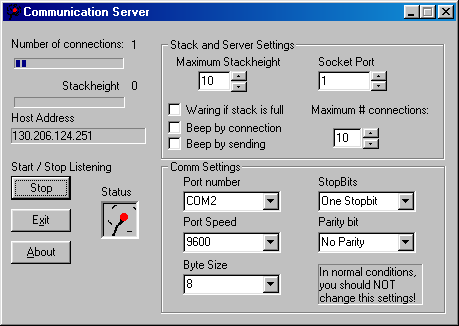 Communication Server
Number of connections: 1
Stackheight 0
Host Address
130.206.124.251
Start / Stop Listening
Stop
Exit
About
Status
Stack and Server Settings
Maximum Stackheight
10
Socket Port
1
Waring if stack is full
Beep by connection
Beep by sending
Maximum # connections:
10
Comm Settings
Port number
COM2
StopBits
One Stopbit
Port Speed
9600
Parity bit
No Parity
Byte Size
8
In normal conditions,
you should NOT
change this settings!